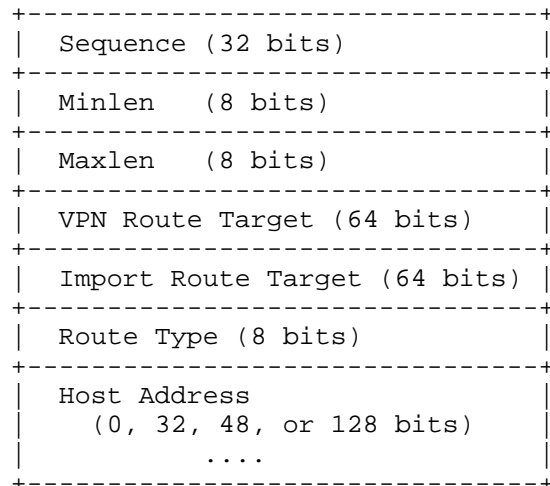 Sequence (32 bits)
Minlen (8 bits)
Maxlen (8 bits)
VPN Route Target (64 bits)
Import Route Target (64 bits)
Route Type (8 bits)
Host Address
(0, 32, 48, or 128 bits)
....